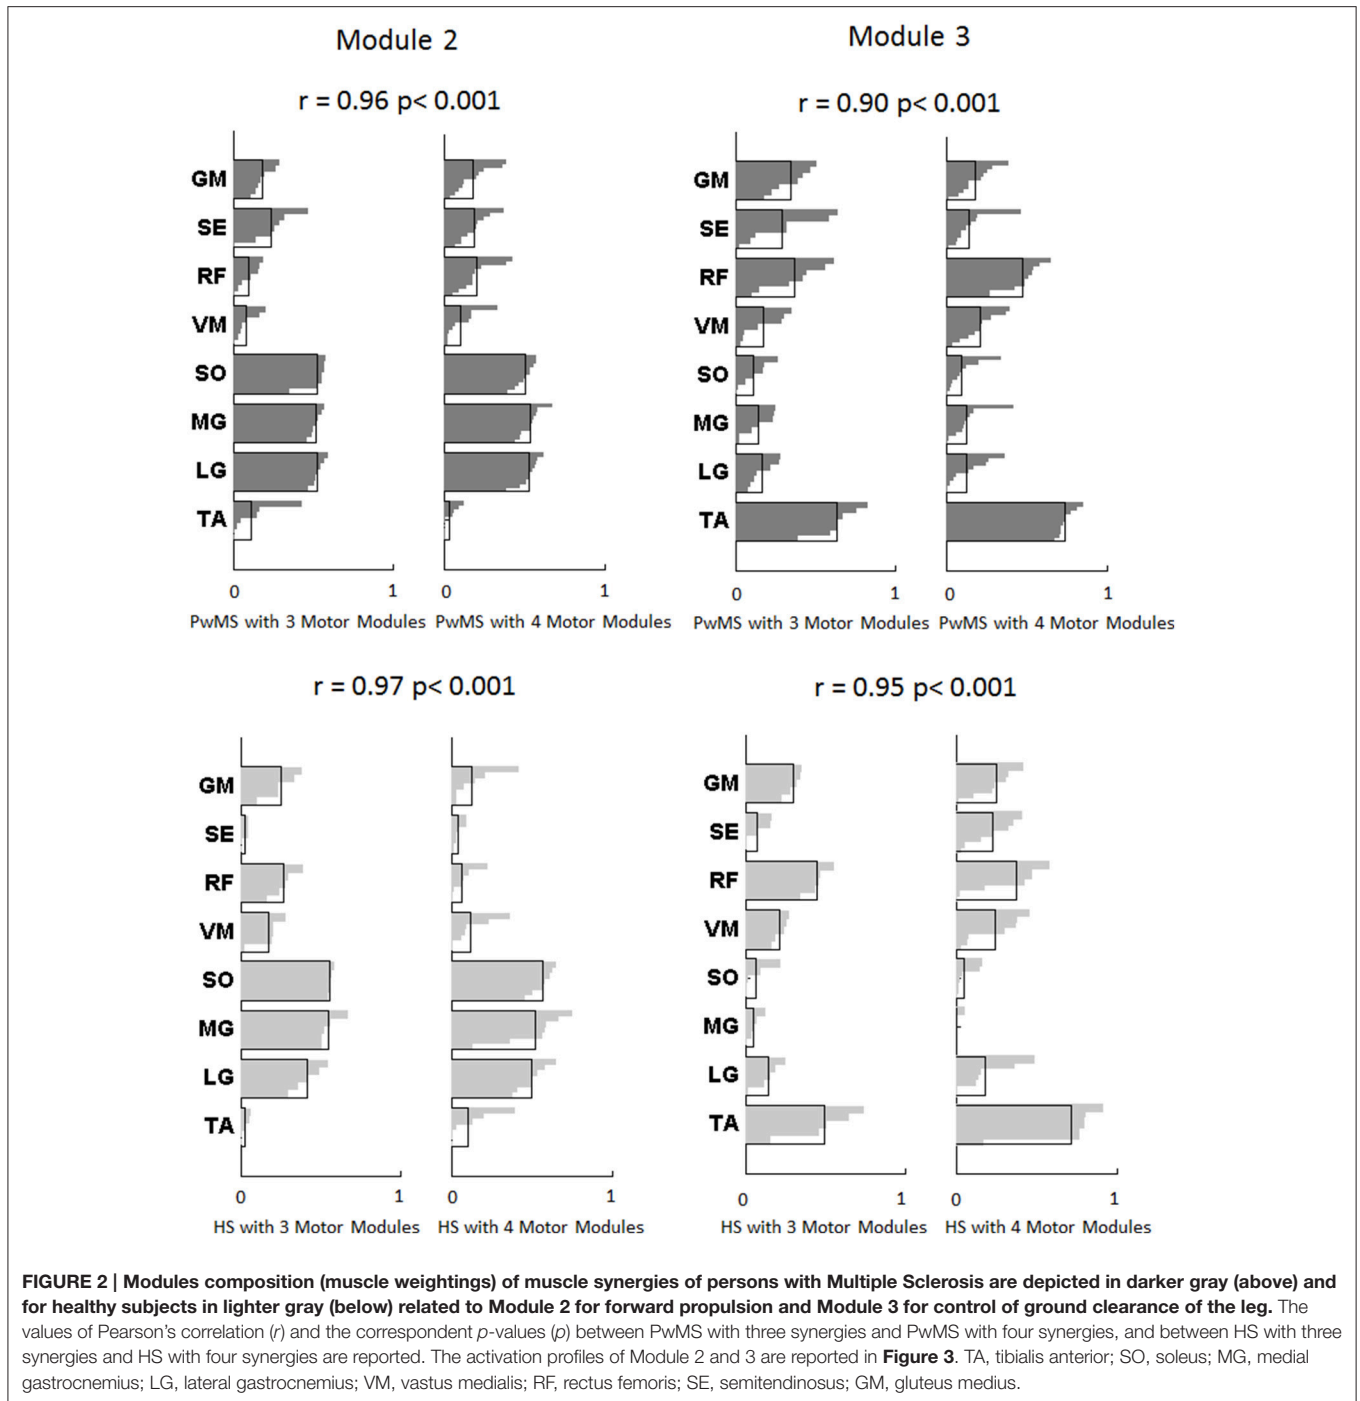 Module 2
Module 3
r = 0.96 p< 0.001
r = 0.90 p< 0.001
GM
SE
RF
VM
SO
MG
LG
TA
0 1
0 1
PwMS with 3 Motor Modules
PwMS with 4 Motor Modules
GM
SE
RF
VM
SO
MG
LG
TA
0 1
0 1
PwMS with 3 Motor Modules
PwMS with 4 Motor Modules
r = 0.97 p< 0.001
r = 0.95 p< 0.001
GM
SE
RF
VM
SO
MG
LG
TA
0 1
0 1
HS with 3 Motor Modules
HS with 4 Motor Modules
GM
SE
RF
VM
SO
MG
LG
TA
0 1
0 1
HS with 3 Motor Modules
HS with 4 Motor Modules
FIGURE 2 | Modules composition (muscle weightings) of muscle synergies of persons with Multiple Sclerosis are depicted in darker gray (above) and
for healthy subjects in lighter gray (below) related to Module 2 for forward propulsion and Module 3 for control of ground clearance of the leg. The
values of Pearson's correlation (r) and the correspondent p-values (p) between PwMS with three synergies and PwMS with four synergies, and between HS with three
synergies and HS with four synergies are reported. The activation profiles of Module 2 and 3 are reported in Figure 3. TA, tibialis anterior; SO, soleus; MG, medial
gastrocnemius; LG, lateral gastrocnemius; VM, vastus medialis; RF, rectus femoris; SE, semitendinosus; GM, gluteus medius.